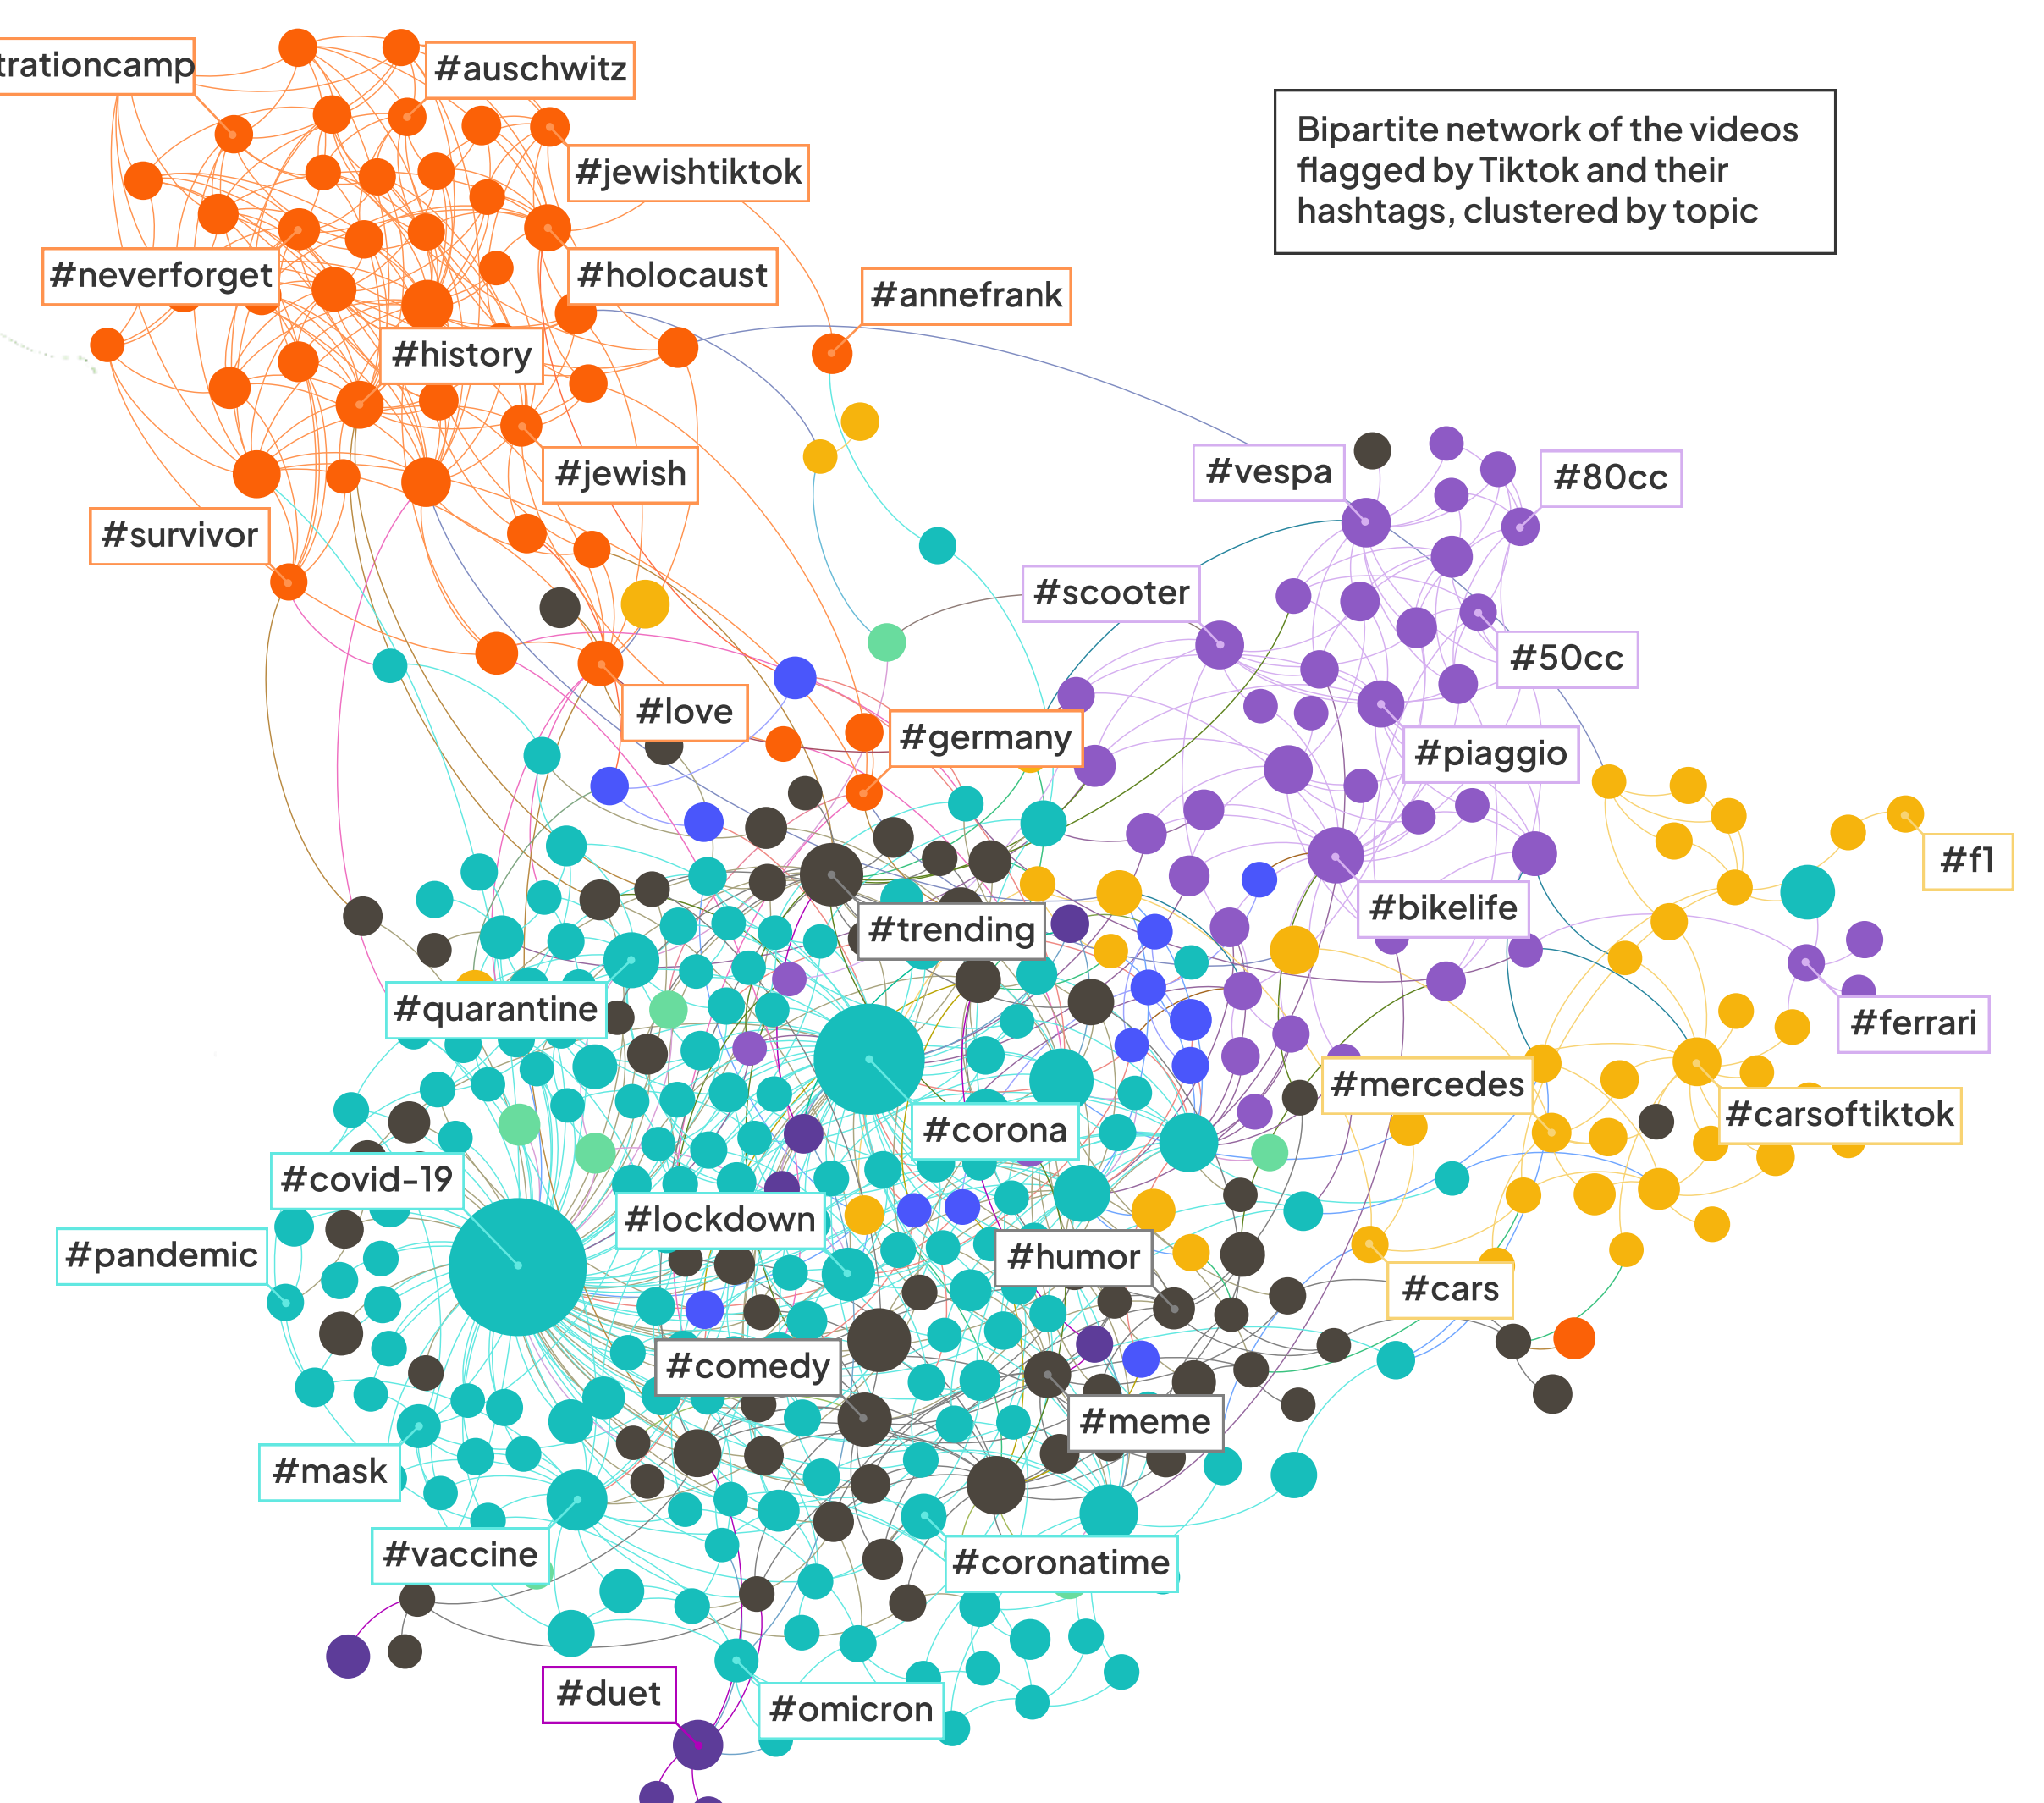 trationcamp
#auschwitz
Bipartite network of the videos
flagged by Tiktok and their
hashtags, clustered by topic
#jewishtiktok
#neverforget
#holocaust
#annefrank
#history
#jewish
#vespa
#80cc
#survivor
#scooter
#50cc
#love
#germany
#piaggio
#f1
#bikelife
#trending
#quarantine
#ferrari
#mercedes
#carsoftiktok
#corona
#covid-19
#lockdown
#pandemic
#humor
#cars
#comedy
#meme
#mask
#vaccine
#coronatime
#duet
#omicron